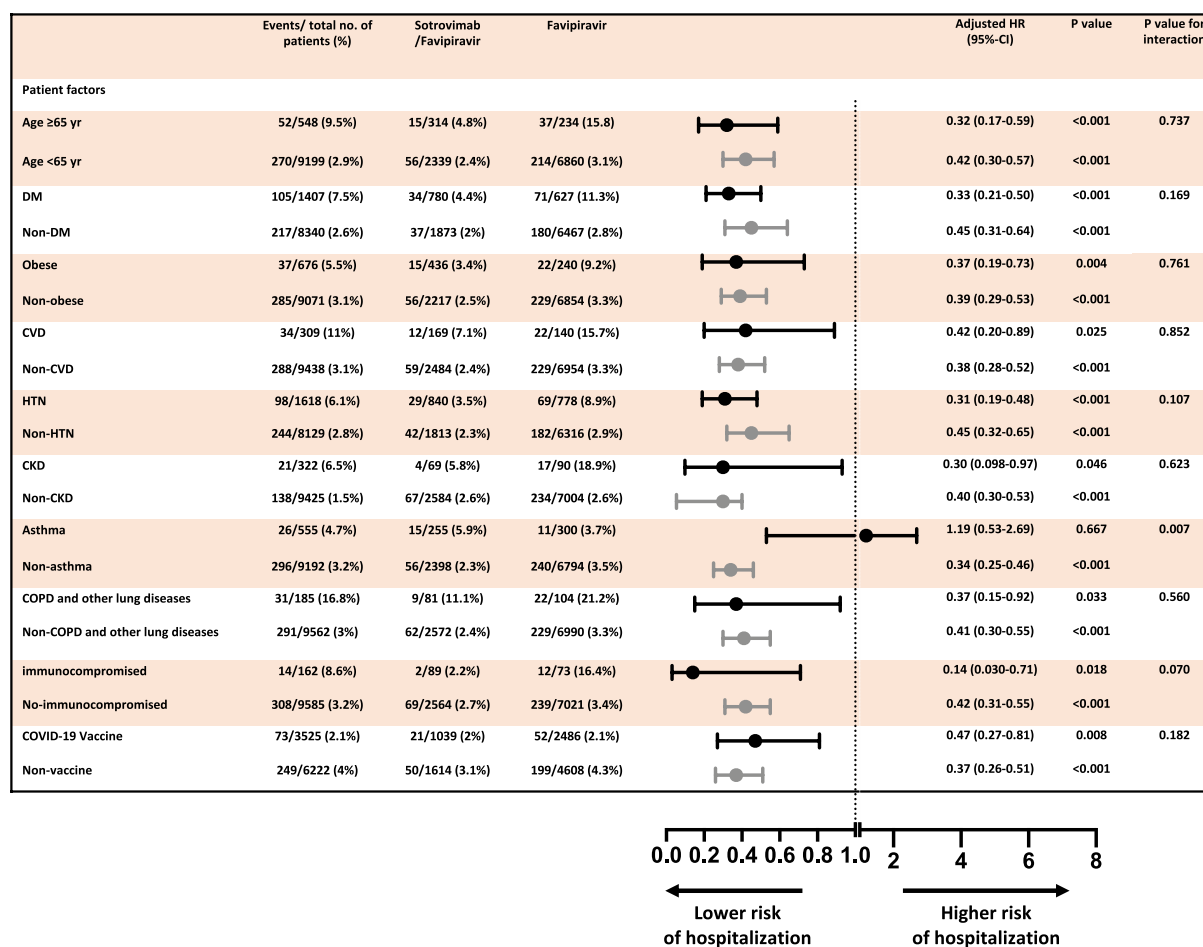 Events/ total no. of patients (%) Sotrovimab /Favipiravir Favipiravir Adjusted HR (95%-CI) P value P value for interaction
Patient factors
Age ≥65 yr 52/548 (9.5%) 15/314 (4.8%) 37/234 (15.8) 0.32 (0.17-0.59) <0.001 0.737
Age <65 yr 270/9199 (2.9%) 56/2339 (2.4%) 214/6860 (3.1%) 0.42 (0.30-0.57) <0.001
DM 105/1407 (7.5%) 34/780 (4.4%) 71/627 (11.3%) 0.33 (0.21-0.50) <0.001 0.169
Non-DM 217/8340 (2.6%) 37/1873 (2%) 180/6467 (2.8%) 0.45 (0.31-0.64) <0.001
Obese 37/676 (5.5%) 15/436 (3.4%) 22/240 (9.2%) 0.37 (0.19-0.73) 0.004 0.761
Non-obese 285/9071 (3.1%) 56/2217 (2.5%) 229/6854 (3.3%) 0.39 (0.29-0.53) <0.001
CVD 34/309 (11%) 12/169 (7.1%) 22/140 (15.7%) 0.42 (0.20-0.89) 0.025 0.852
Non-CVD 288/9438 (3.1%) 59/2484 (2.4%) 229/6954 (3.3%) 0.38 (0.28-0.52) <0.001
HTN 98/1618 (6.1%) 29/840 (3.5%) 69/778 (8.9%) 0.31 (0.19-0.48) <0.001 0.107
Non-HTN 244/8129 (2.8%) 42/1813 (2.3%) 182/6316 (2.9%) 0.45 (0.32-0.65) <0.001
CKD 21/322 (6.5%) 4/69 (5.8%) 17/90 (18.9%) 0.30 (0.098-0.97) 0.046 0.623
Non-CKD 138/9425 (1.5%) 67/2584 (2.6%) 234/7004 (2.6%) 0.40 (0.30-0.53) <0.001
Asthma 26/555 (4.7%) 15/255 (5.9%) 11/300 (3.7%) 1.19 (0.53-2.69) 0.667 0.007
Non-asthma 296/9192 (3.2%) 56/2398 (2.3%) 240/6794 (3.5%) 0.34 (0.25-0.46) <0.001
COPD and other lung diseases 31/185 (16.8%) 9/81 (11.1%) 22/104 (21.2%) 0.37 (0.15-0.92) 0.033 0.560
Non-COPD and other lung diseases 291/9562 (3%) 62/2572 (2.4%) 229/6990 (3.3%) 0.41 (0.30-0.55) <0.001
immunocompromised 14/162 (8.6%) 2/89 (2.2%) 12/73 (16.4%) 0.14 (0.030-0.71) 0.018 0.070
No-immunocompromised 308/9585 (3.2%) 69/2564 (2.7%) 239/7021 (3.4%) 0.42 (0.31-0.55) <0.001
COVID-19 Vaccine 73/3525 (2.1%) 21/1039 (2%) 52/2486 (2.1%) 0.47 (0.27-0.81) 0.008 0.182
Non-vaccine 249/6222 (4%) 50/1614 (3.1%) 199/4608 (4.3%) 0.37 (0.26-0.51) <0.001
0.0 0.2 0.4 0.6 0.8 1.0 2 4 6 8
Lower risk of hospitalization
Higher risk of hospitalization